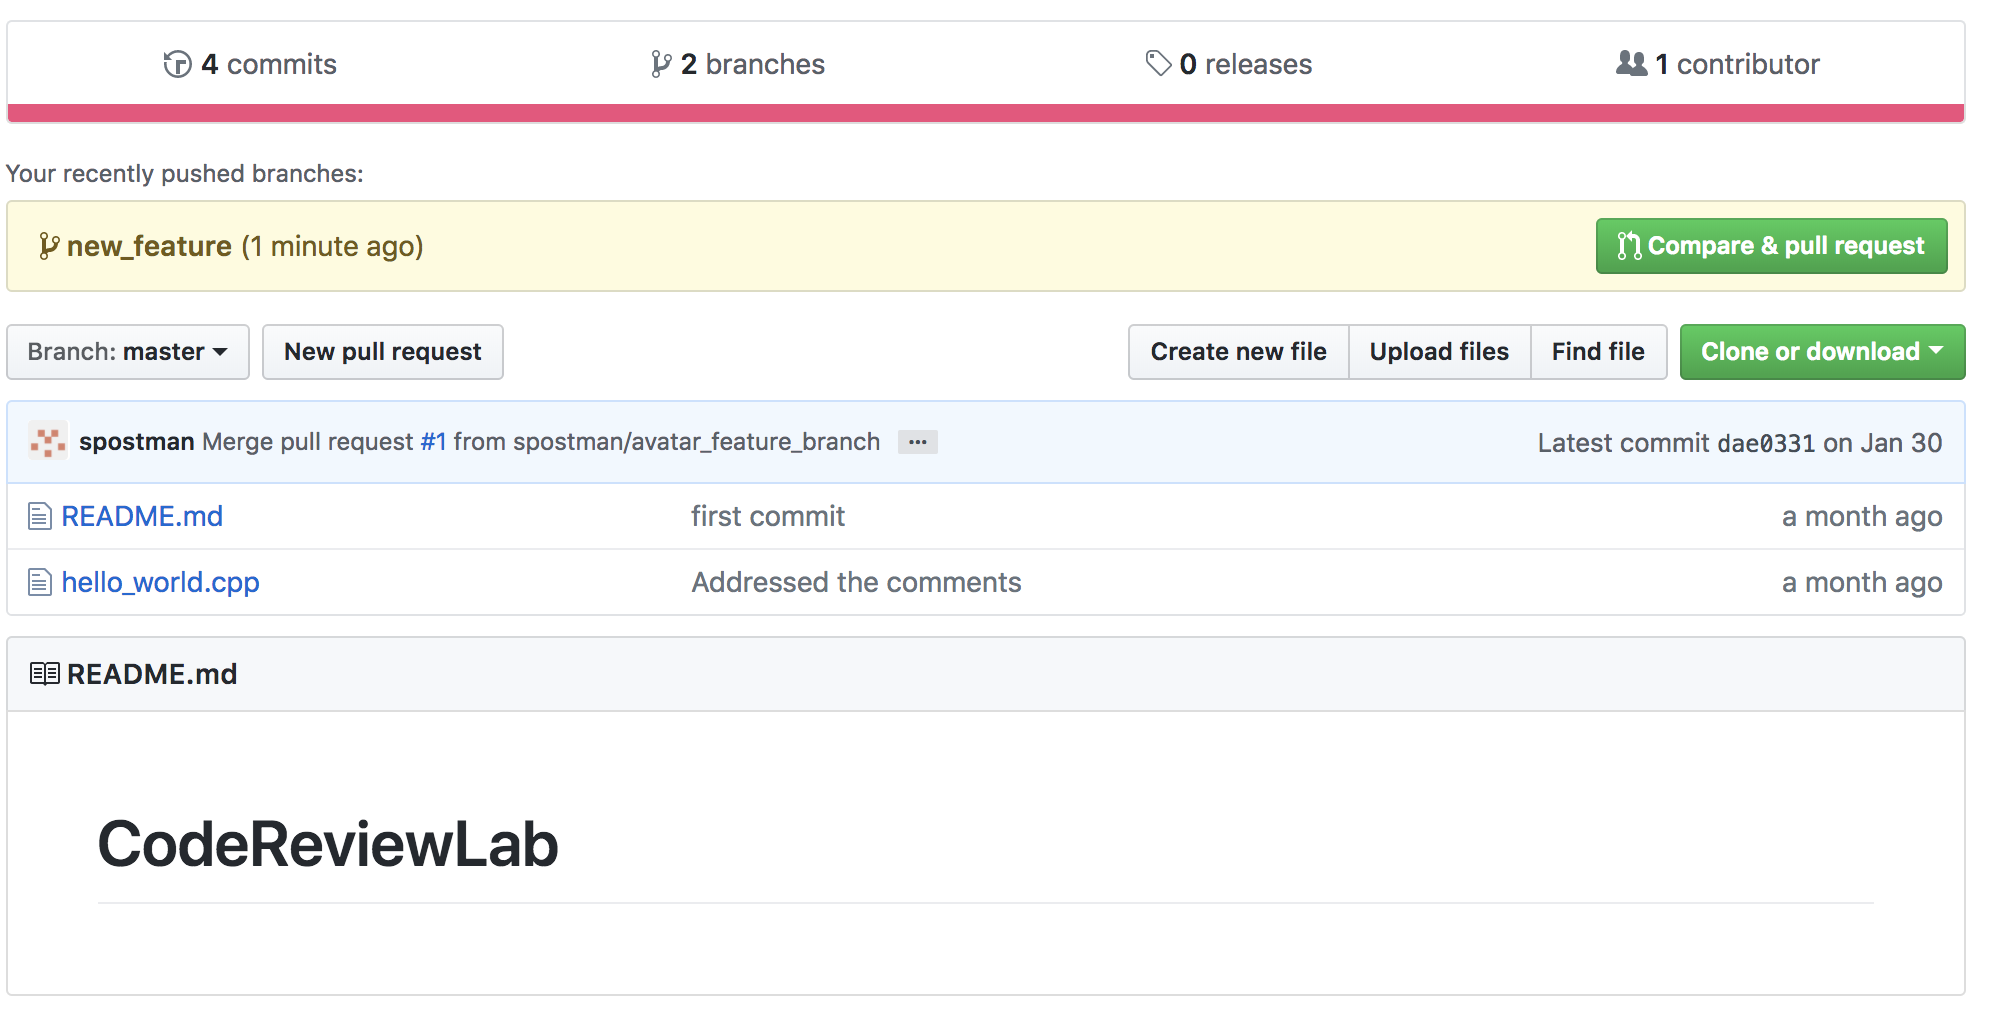 4 commits 2 branches 0 releases 1 contributor
Your recently pushed branches:
new_feature (1 minute ago) Compare & pull request
Branch: master New pull request Create new file Upload files Find file Clone or download
spostman Merge pull request #1 from spostman/avatar_feature_branch ··· Latest commit dae0331 on Jan 30
README.md first commit a month ago
hello_world.cpp Addressed the comments a month ago
README.md
CodeReviewLab